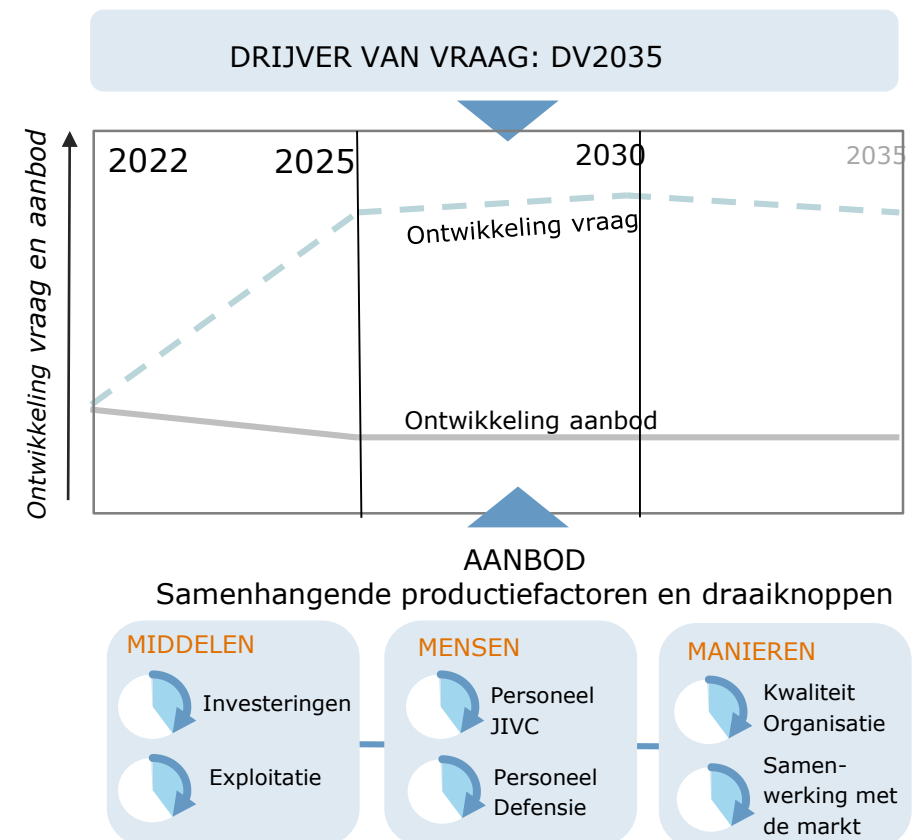 DRIJVER VAN VRAAG: DV2035
Ontwikkeling vraag en aanbod
2022
2025
2030
2035
Ontwikkeling vraag
Ontwikkeling aanbod
AANBOD
Samenhangende productiefactoren en draaiknoppen
MIDDELEN
Investeringen
Exploitatie
MENSEN
Personeel
JIVC
Personeel
Defensie
MANIEREN
Kwaliteit
Organisatie
Samen-
werking met
de markt